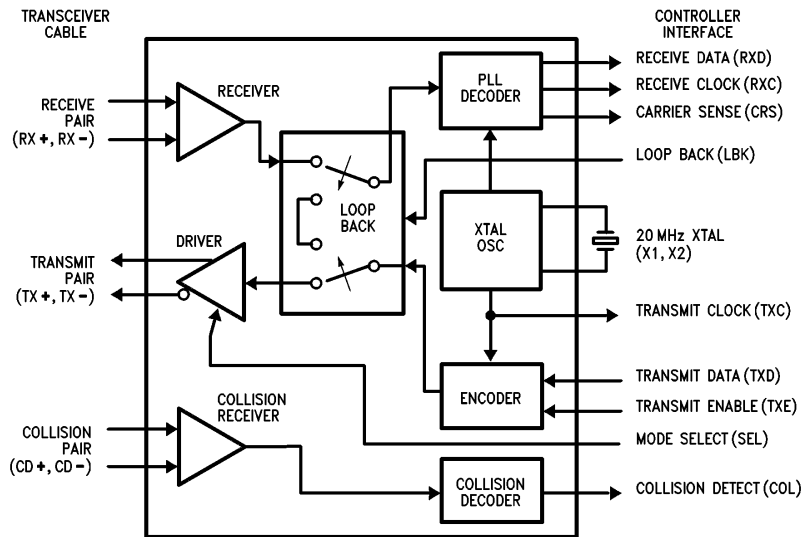 TRANSCEIVER
CABLE
CONTROLLER
INTERFACE
RECEIVER
PLL
DECODER
RECEIVE DATA (RXD)
RECEIVE CLOCK (RXC)
CARRIER SENSE (CRS)
RECEIVE
PAIR
(RX+, RX-)
LOOP BACK (LBK)
LOOP
BACK
XTAL
OSC
20 MHz XTAL
(X1, X2)
DRIVER
TRANSMIT
PAIR
(TX+, TX-)
TRANSMIT CLOCK (TXC)
ENCODER
TRANSMIT DATA (TXD)
TRANSMIT ENABLE (TXE)
MODE SELECT (SEL)
COLLISION
RECEIVER
COLLISION
PAIR
(CD+, CD-)
COLLISION
DECODER
COLLISION DETECT (COL)